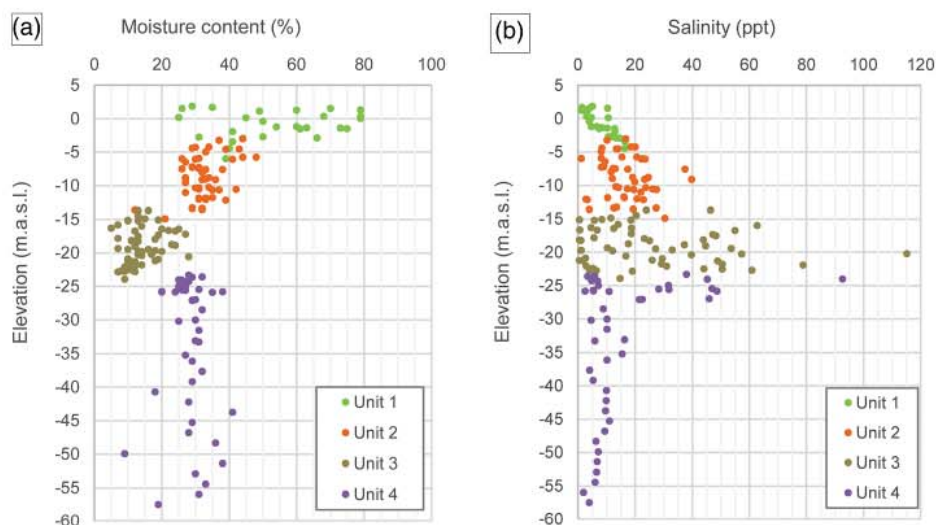 (a)
Moisture content (%)
0 20 40 60 80 100
5
0
-5
-10
-15
-20
-25
-30
-35
-40
-45
-50
-55
-60
Elevation (m.a.s.l.)
Unit 1
Unit 2
Unit 3
Unit 4
(b)
Salinity (ppt)
0 20 40 60 80 100 120
5
0
-5
-10
-15
-20
-25
-30
-35
-40
-45
-50
-55
-60
Elevation (m.a.s.l.)
Unit 1
Unit 2
Unit 3
Unit 4